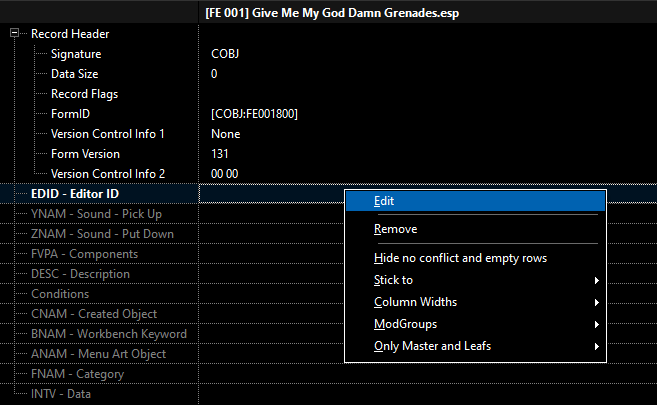 [FE 001] Give Me My God Damn Grenades.esp
Record Header
Signature COBJ
Data Size 0
Record Flags
FormID [COBJ:FE001800]
Version Control Info 1 None
Form Version 131
Version Control Info 2 00 00
EDID - Editor ID
Edit
YNAM - Sound - Pick Up
ZNAM - Sound - Put Down
Remove
FVPA - Components
Hide no conflict and empty rows
DESC - Description
Stick to
Conditions
Column Widths
CNAM - Created Object
ModGroups
BNAM - Workbench Keyword
Only Master and Leafs
ANAM - Menu Art Object
FNAM - Category
INTV - Data